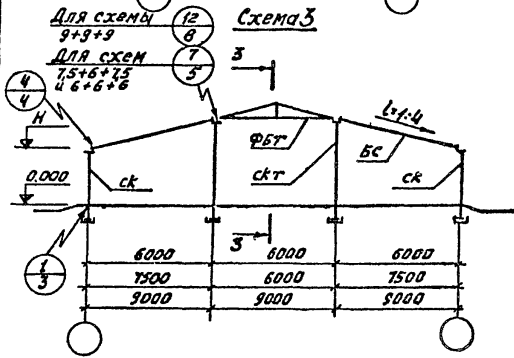 Для схемы
9+9+9
12
8
Схема 3
Для схем
7,5+6+7,5
и 6+6+6
7
5
3
4
4
Н
i=1:4
ФБТ
БС
0.000
СК
СКТ
СК
3
1
3
6000
6000
6000
7500
6000
7500
9000
9000
9000